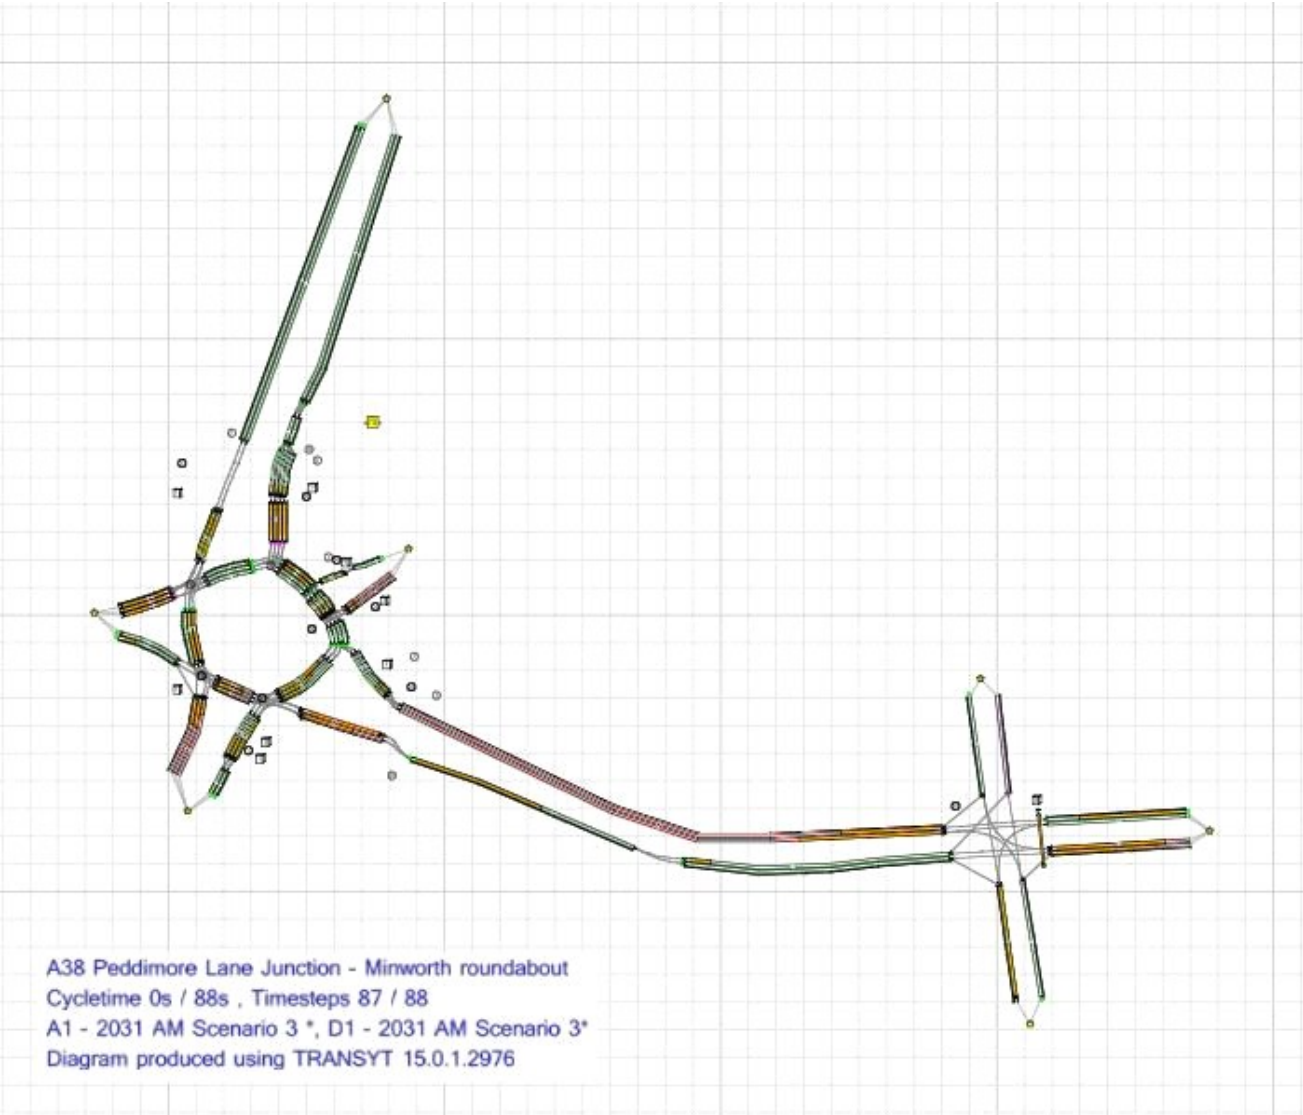 A38 Peddimore Lane Junction - Minworth roundabout
Cycletime 0s / 88s , Timesteps 87 / 88
A1 - 2031 AM Scenario 3 *, D1 - 2031 AM Scenario 3*
Diagram produced using TRANSYT 15.0.1.2976